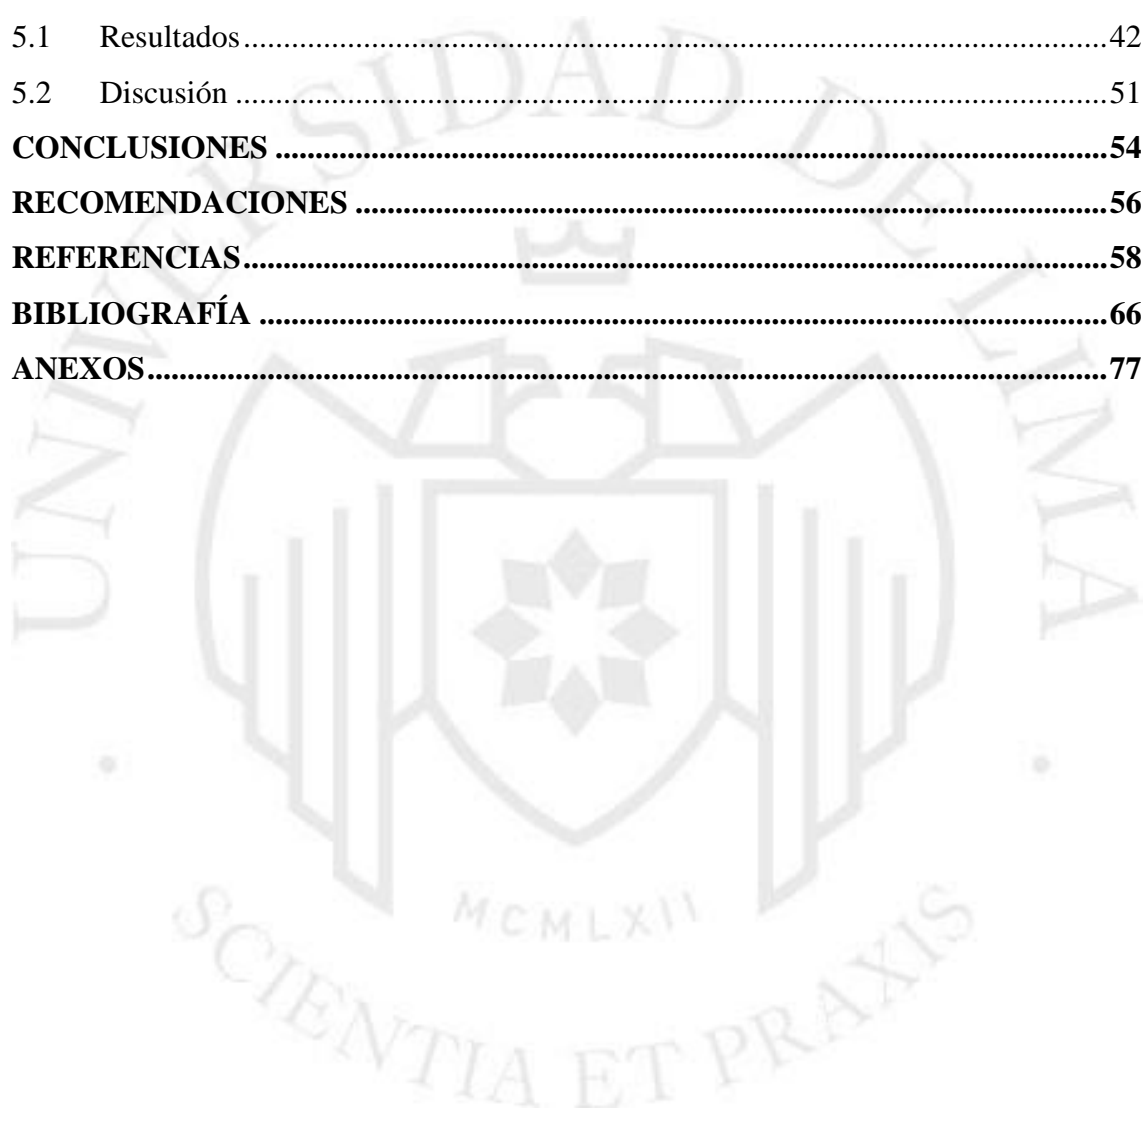 5.1 Resultados 42
5.2 Discusión 51
CONCLUSIONES 54
RECOMENDACIONES 56
REFERENCIAS 58
BIBLIOGRAFÍA 66
ANEXOS 77
UNIVERSIDAD DE LIMA
MCMLXII
SCIENTIA ET PRAXIS